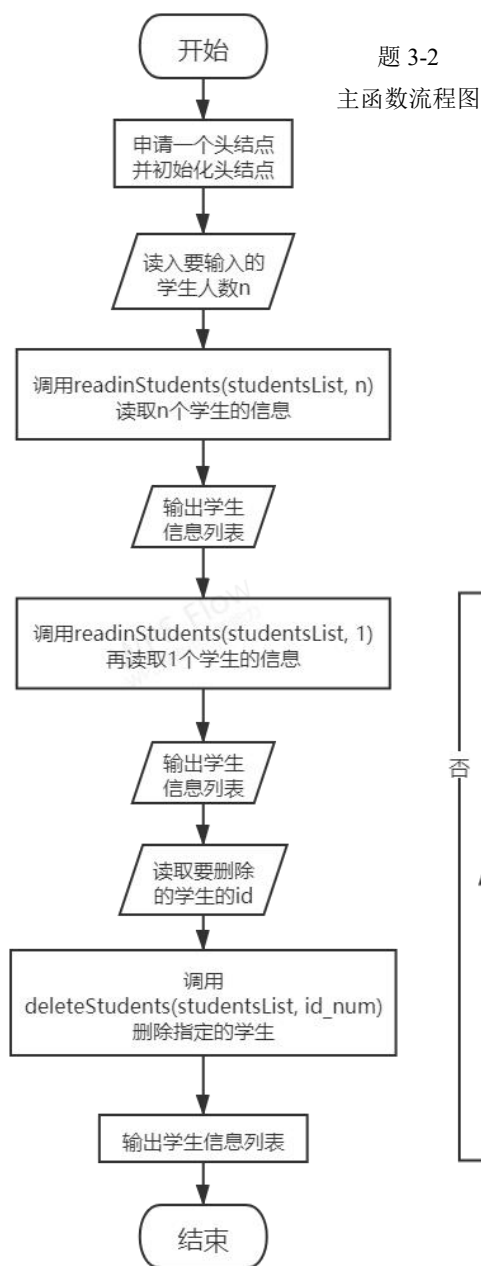 开始
题 3-2
主函数流程图
申请一个头结点
并初始化头结点
读入要输入的
学生人数n
调用readinStudents(studentsList, n)
读取n个学生的信息
输出学生
信息列表
调用readinStudents(studentsList, 1)
再读取1个学生的信息
输出学生
信息列表
否
读取要删除
的学生的id
调用
deleteStudents(studentsList, id_num)
删除指定的学生
输出学生信息列表
结束